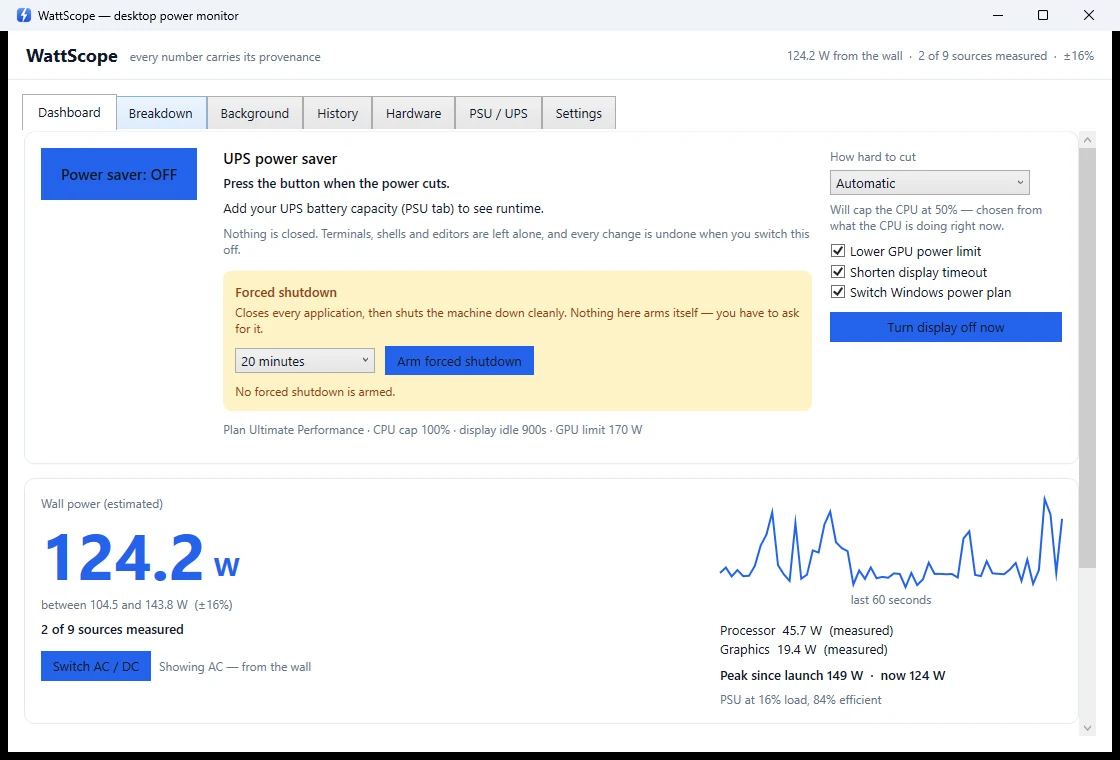 WattScope — desktop power monitor
WattScope every number carries its provenance
124.2 W from the wall · 2 of 9 sources measured · ±16%
Dashboard Breakdown Background History Hardware PSU / UPS Settings
Power saver: OFF
UPS power saver
Press the button when the power cuts.
Add your UPS battery capacity (PSU tab) to see runtime.
Nothing is closed. Terminals, shells and editors are left alone, and every change is undone when you switch this
off.
Forced shutdown
Closes every application, then shuts the machine down cleanly. Nothing here arms itself — you have to ask
for it.
20 minutes Arm forced shutdown
No forced shutdown is armed.
Plan Ultimate Performance · CPU cap 100% · display idle 900s · GPU limit 170 W
How hard to cut
Automatic
Will cap the CPU at 50% — chosen from
what the CPU is doing right now.
Lower GPU power limit
Shorten display timeout
Switch Windows power plan
Turn display off now
Wall power (estimated)
124.2 W
between 104.5 and 143.8 W (±16%)
2 of 9 sources measured
Switch AC / DC Showing AC — from the wall
last 60 seconds
Processor 45.7 W (measured)
Graphics 19.4 W (measured)
Peak since launch 149 W · now 124 W
PSU at 16% load, 84% efficient